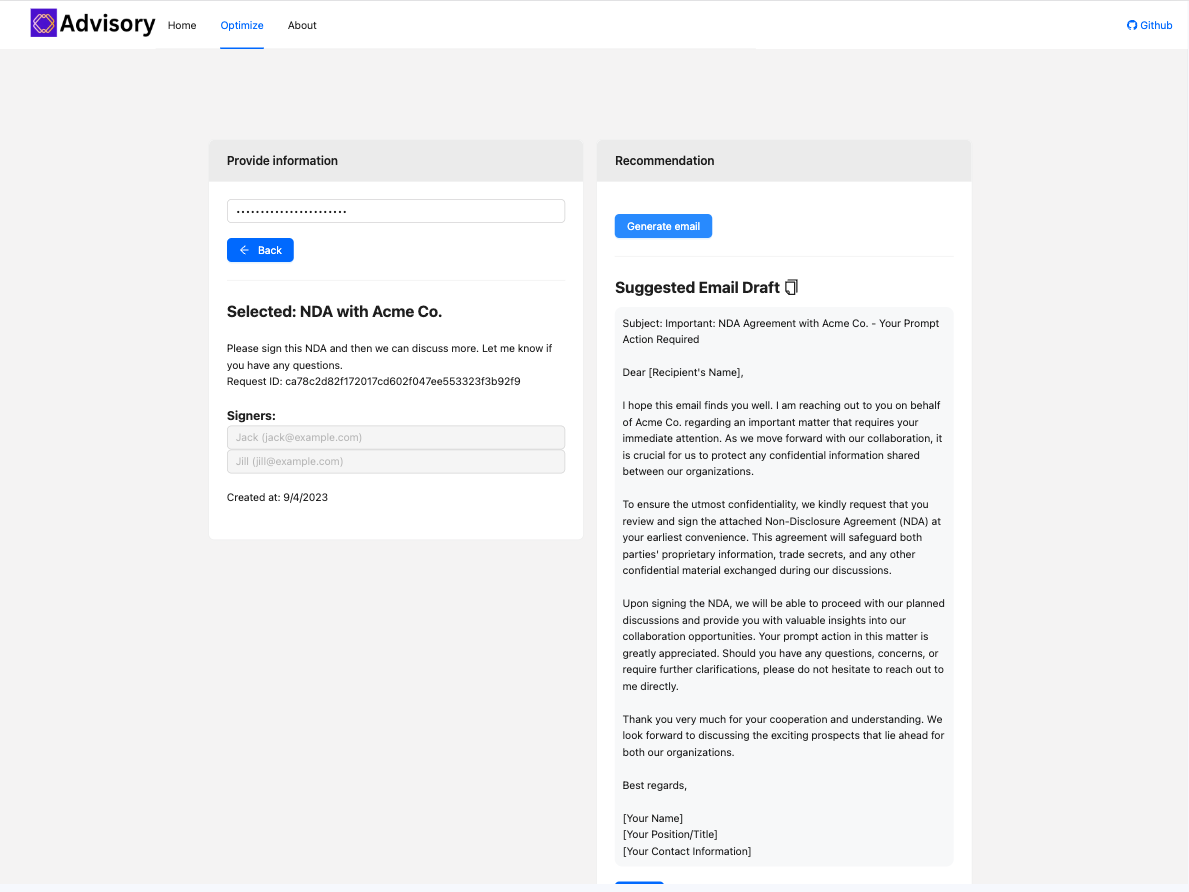 Advisory
Home
Optimize
About
Github
Provide information
Back
Selected: NDA with Acme Co.
Please sign this NDA and then we can discuss more. Let me know if
you have any questions.
Request ID: ca78c2d82f172017cd602f047ee553323f3b92f9
Signers:
Jack (jack@example.com)
Jill (jill@example.com)
Created at: 9/4/2023
Recommendation
Generate email
Suggested Email Draft
Subject: Important: NDA Agreement with Acme Co. - Your Prompt
Action Required
Dear [Recipient's Name],
I hope this email finds you well. I am reaching out to you on behalf
of Acme Co. regarding an important matter that requires your
immediate attention. As we move forward with our collaboration, it
is crucial for us to protect any confidential information shared
between our organizations.
To ensure the utmost confidentiality, we kindly request that you
review and sign the attached Non-Disclosure Agreement (NDA) at
your earliest convenience. This agreement will safeguard both
parties' proprietary information, trade secrets, and any other
confidential material exchanged during our discussions.
Upon signing the NDA, we will be able to proceed with our planned
discussions and provide you with valuable insights into our
collaboration opportunities. Your prompt action in this matter is
greatly appreciated. Should you have any questions, concerns, or
require further clarifications, please do not hesitate to reach out to
me directly.
Thank you very much for your cooperation and understanding. We
look forward to discussing the exciting prospects that lie ahead for
both our organizations.
Best regards,
[Your Name]
[Your Position/Title]
[Your Contact Information]